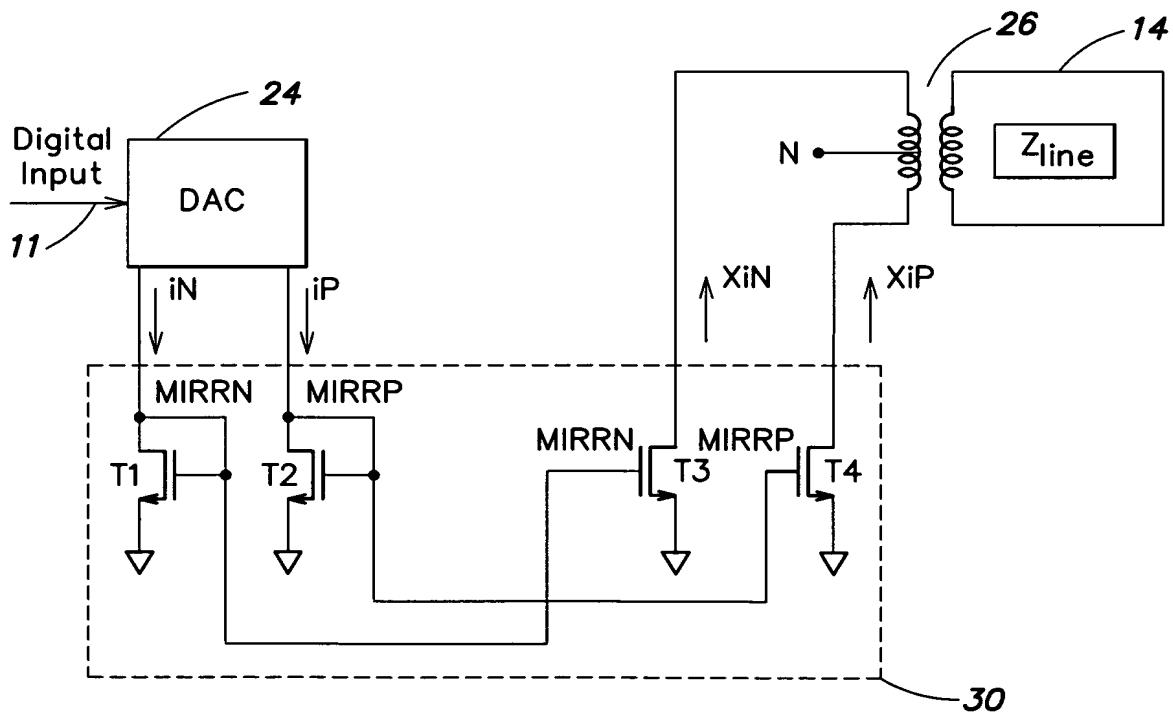 26
14
24
Digital
Input
11
DAC
N
Zline
iN
iP
XiN
XiP
MIRRN
MIRRP
MIRRN
MIRRP
T1
T2
T3
T4
30